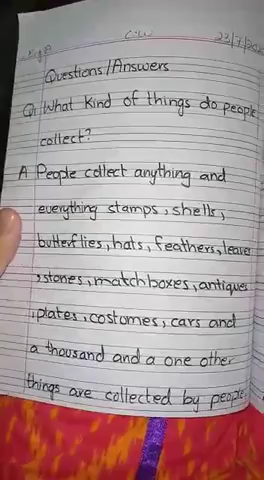 Eng A C.W 23/7/20
Questions/Answers
Q: What kind of things do people
collect?
A People collect anything and
everything stamps, shells,
butterflies, hats, feathers, leaves
, stones, matchboxes, antiques
, plates, costomes, cars and
a thousand and a one other
things are collected by people